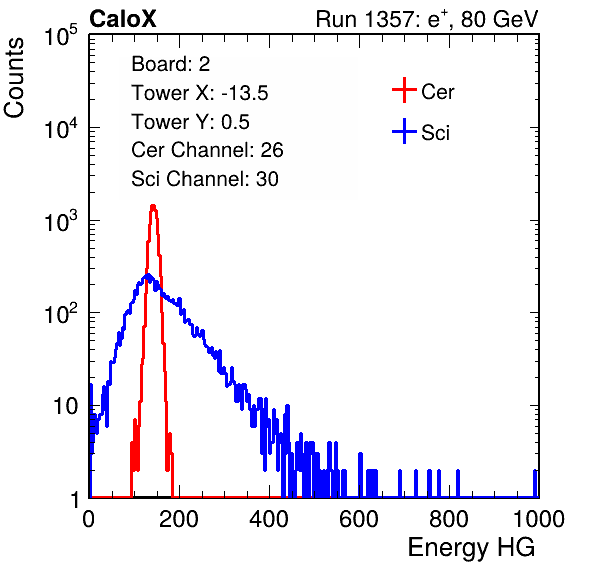 CaloX Run 1357: e⁺, 80 GeV
Counts
10⁵
10⁴
10³
10²
10
1
Board: 2
Tower X: -13.5
Tower Y: 0.5
Cer Channel: 26
Sci Channel: 30
Cer
Sci
0 200 400 600 800 1000
Energy HG